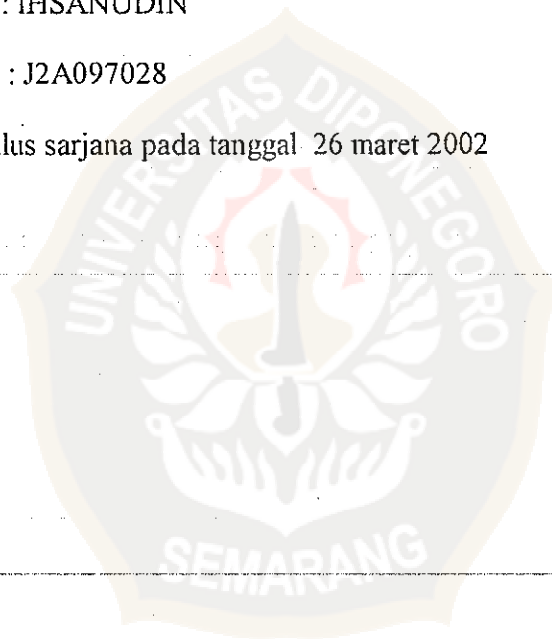 : IHSANUDIN
: J2A097028
lus sarjana pada tanggal 26 maret 2002
UNIVERSITAS DIPONEGORO
SEMARANG